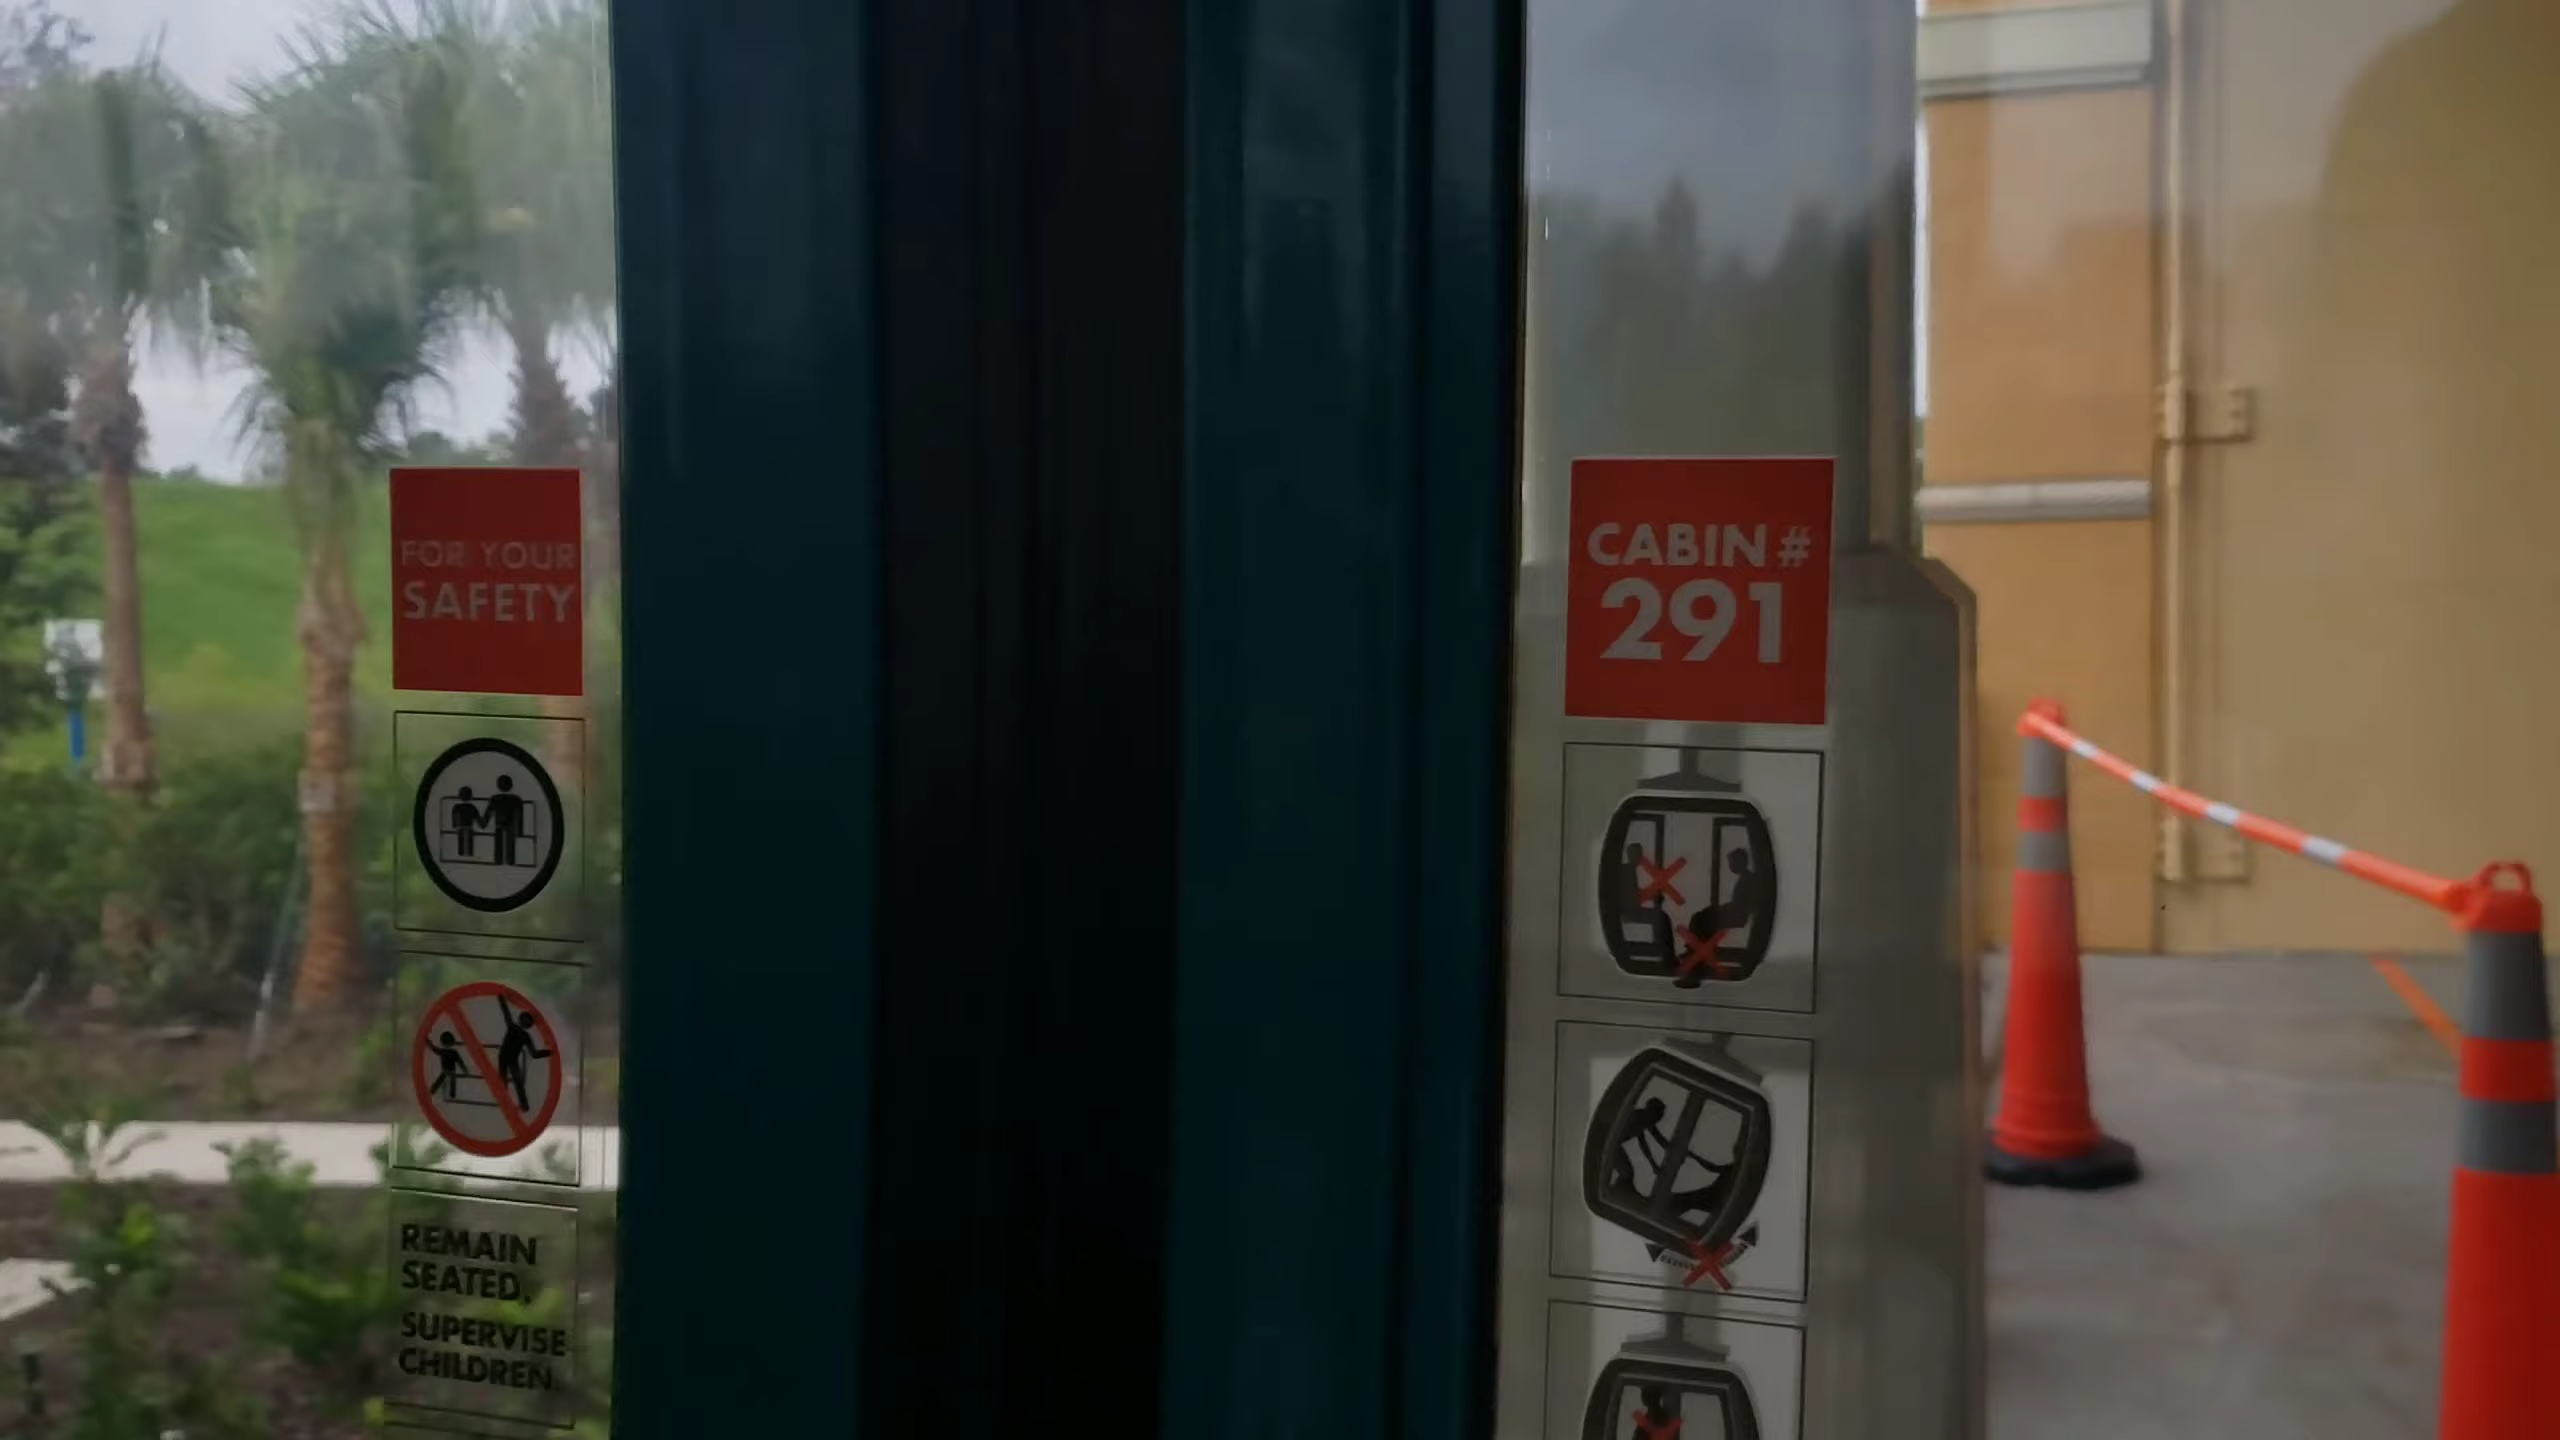 FOR YOUR
SAFETY
REMAIN
SEATED.
SUPERVISE
CHILDREN.
CABIN #
291